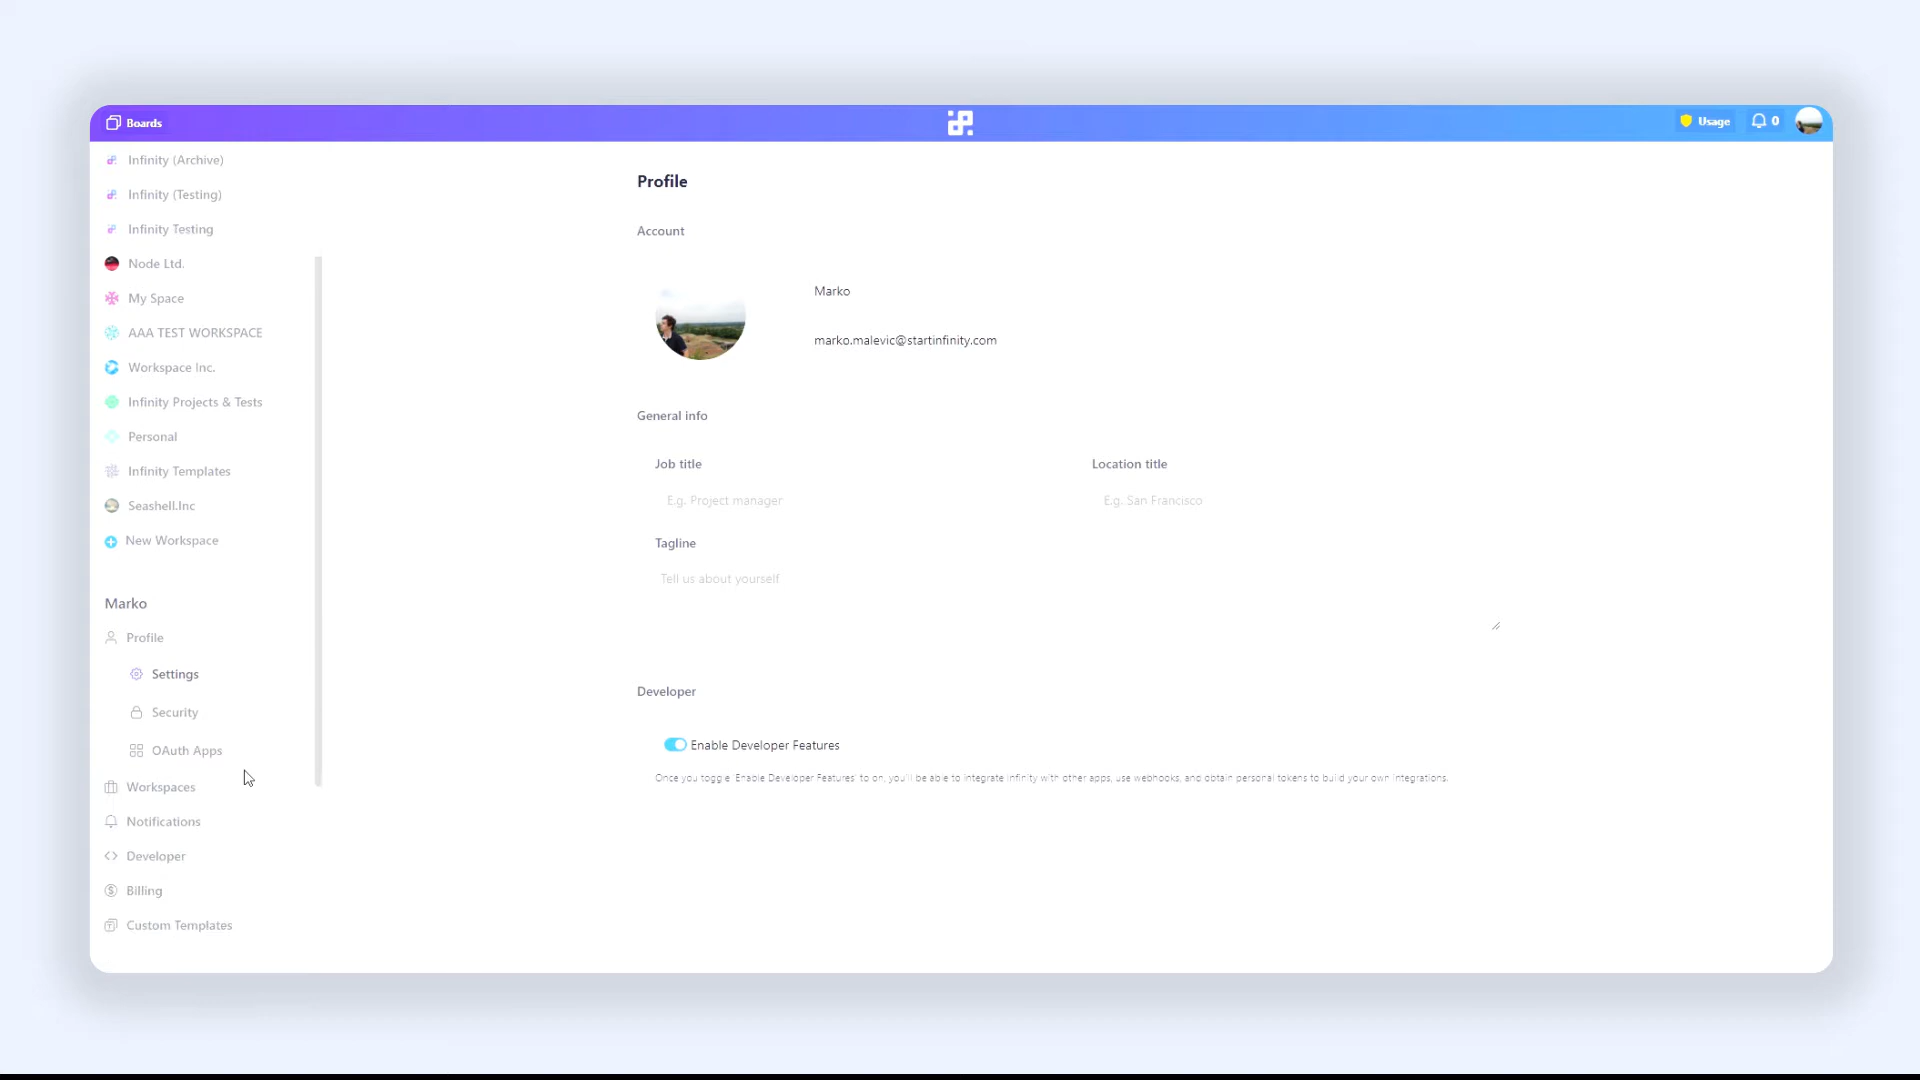 Boards
Usage
0
Infinity (Archive)
Infinity (Testing)
Infinity Testing
Node Ltd.
My Space
AAA TEST WORKSPACE
Workspace Inc.
Infinity Projects & Tests
Personal
Infinity Templates
Seashell.Inc
New Workspace
Marko
Profile
Settings
Security
OAuth Apps
Workspaces
Notifications
Developer
Billing
Custom Templates
Profile
Account
Marko
marko.malevic@startinfinity.com
General info
Job title
Location title
E.g. Project manager
E.g. San Francisco
Tagline
Tell us about yourself
Developer
Enable Developer Features
Once you toggle 'Enable Developer Features' to on, you'll be able to integrate Infinity with other apps, use webhooks, and obtain personal tokens to build your own integrations.